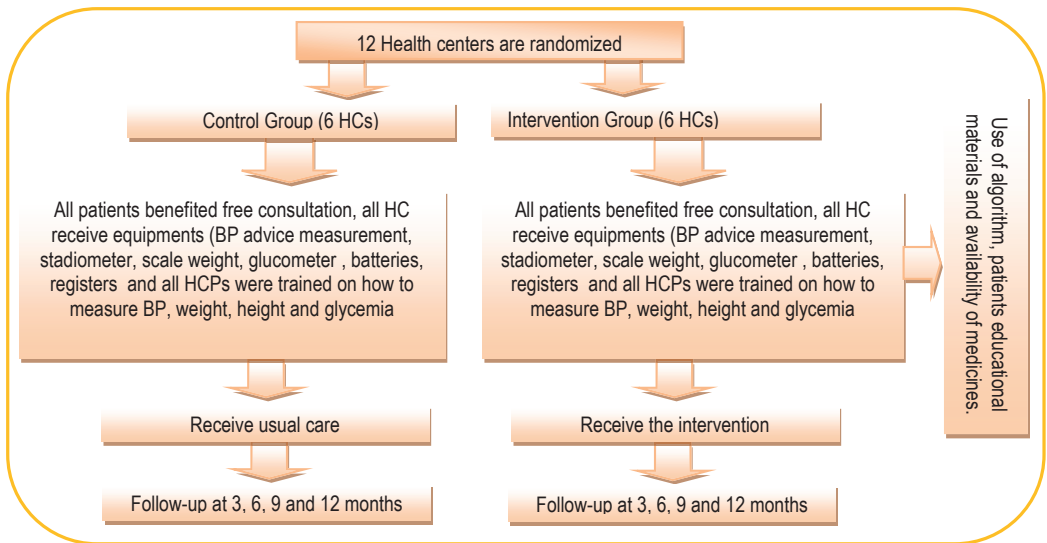 12 Health centers are randomized
Control Group (6 HCs)
Intervention Group (6 HCs)
All patients benefited free consultation, all HC
receive equipments (BP advice measurement,
stadiometer, scale weight, glucometer , batteries,
registers and all HCPs were trained on how to
measure BP, weight, height and glycemia
All patients benefited free consultation, all HC
receive equipments (BP advice measurement,
stadiometer, scale weight, glucometer , batteries,
registers and all HCPs were trained on how to
measure BP, weight, height and glycemia
Use of algorithm, patients educational
materials and availability of medicines.
Receive usual care
Receive the intervention
Follow-up at 3, 6, 9 and 12 months
Follow-up at 3, 6, 9 and 12 months